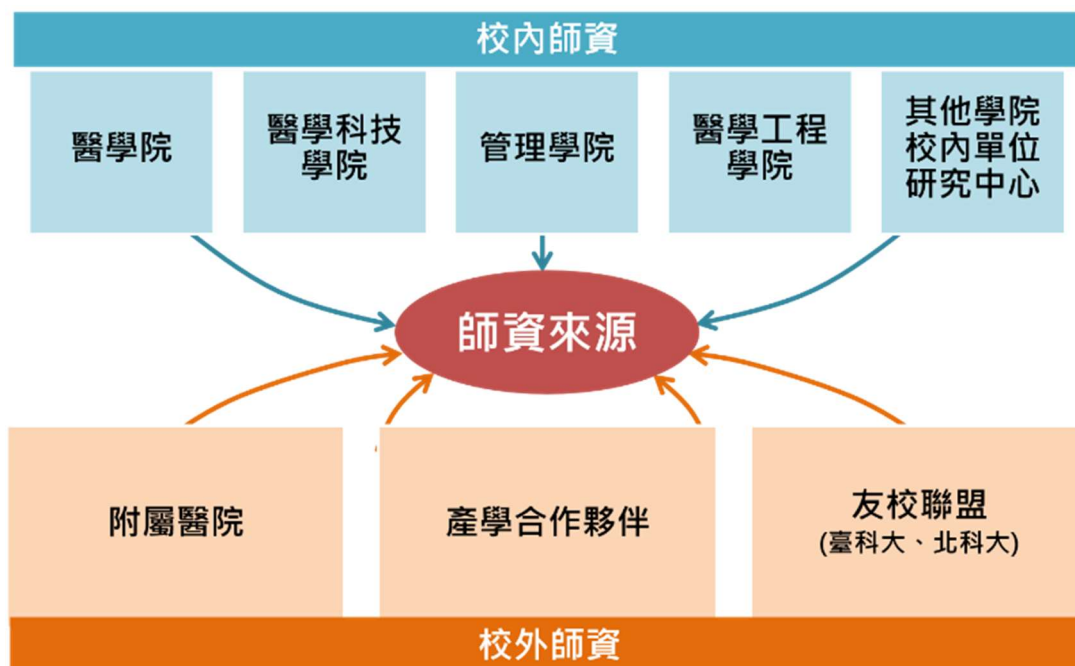 校內師資
醫學院
醫學科技
學院
管理學院
醫學工程
學院
其他學院
校內單位
研究中心
師資來源
附屬醫院
產學合作夥伴
友校聯盟
(臺科大、北科大)
校外師資